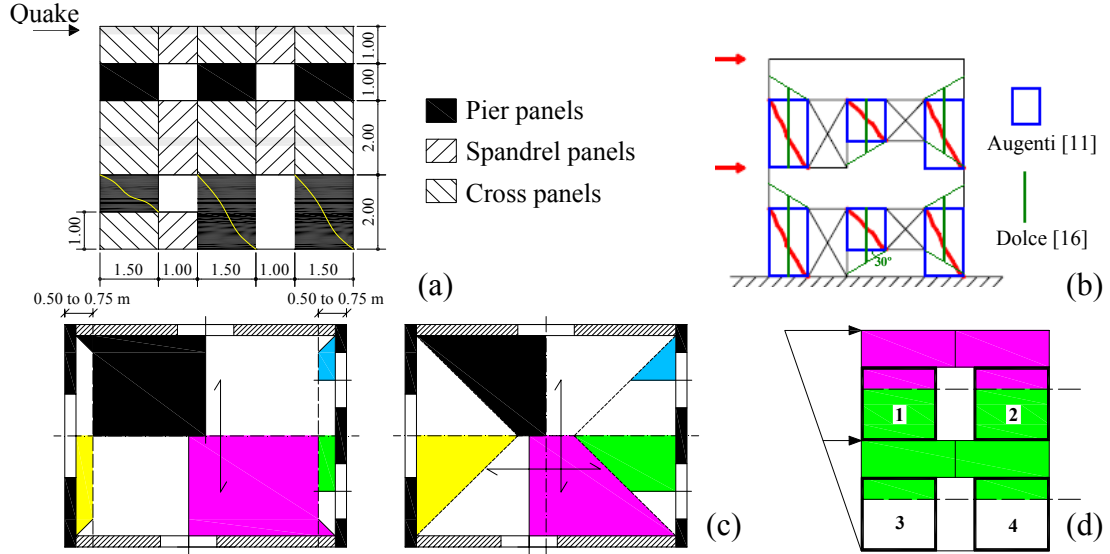 Quake
1.00
1.00
2.00
2.00
1.00
1.50
1.00
1.50
1.00
1.50
(a)
Pier panels
Spandrel panels
Cross panels
30°
Augenti [11]
Dolce [16]
(b)
0.50 to 0.75 m
0.50 to 0.75 m
(c)
1
2
3
4
(d)